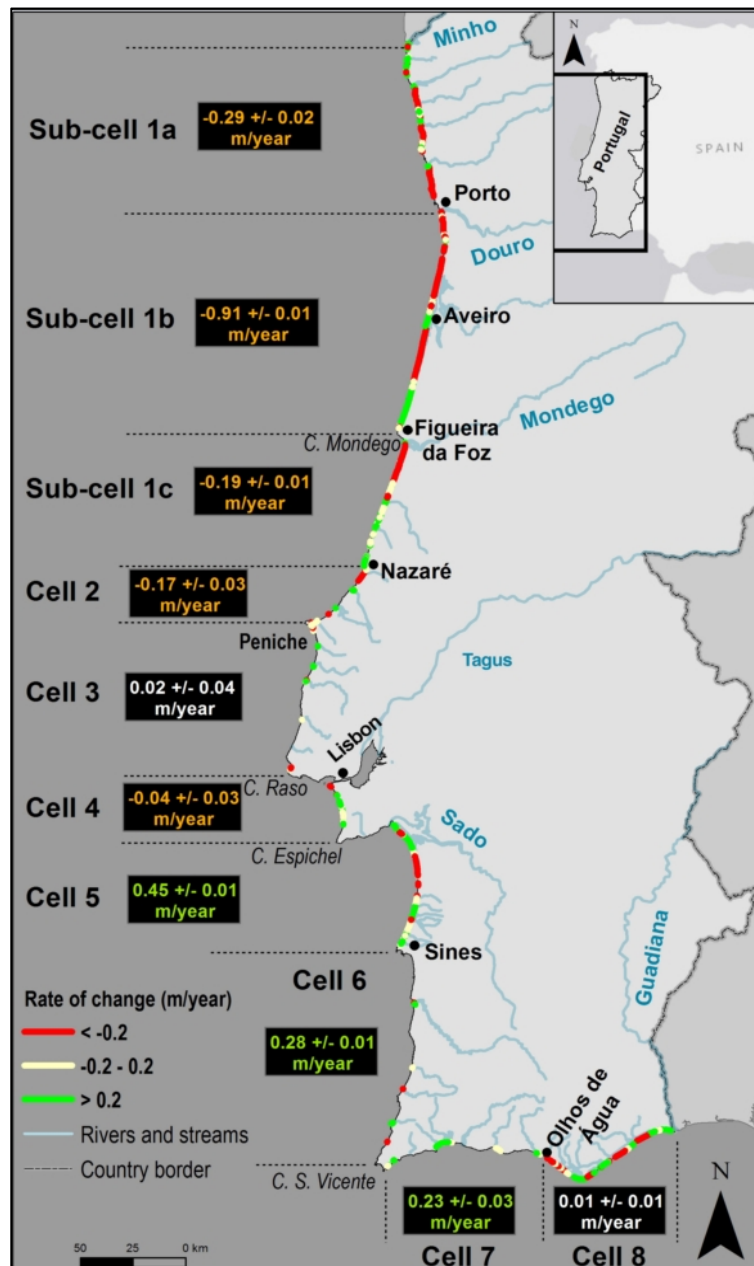 Minho
Portugal
SPAIN
Sub-cell 1a
-0.29 +/- 0.02
m/year
Porto
Douro
Sub-cell 1b
-0.91 +/- 0.01
m/year
Aveiro
Mondego
C. Mondego
Figueira
da Foz
Sub-cell 1c
-0.19 +/- 0.01
m/year
Nazaré
Cell 2
-0.17 +/- 0.03
m/year
Peniche
Tagus
Cell 3
0.02 +/- 0.04
m/year
Lisbon
C. Raso
Cell 4
-0.04 +/- 0.03
m/year
Sado
C. Espichel
Cell 5
0.45 +/- 0.01
m/year
Sines
Guadiana
Cell 6
0.28 +/- 0.01
m/year
Rate of change (m/year)
< -0.2
-0.2 - 0.2
> 0.2
Rivers and streams
Country border
Olhos de
Água
C. S. Vicente
0.23 +/- 0.03
m/year
0.01 +/- 0.01
m/year
N
Cell 7
Cell 8
50 25 0 km
N